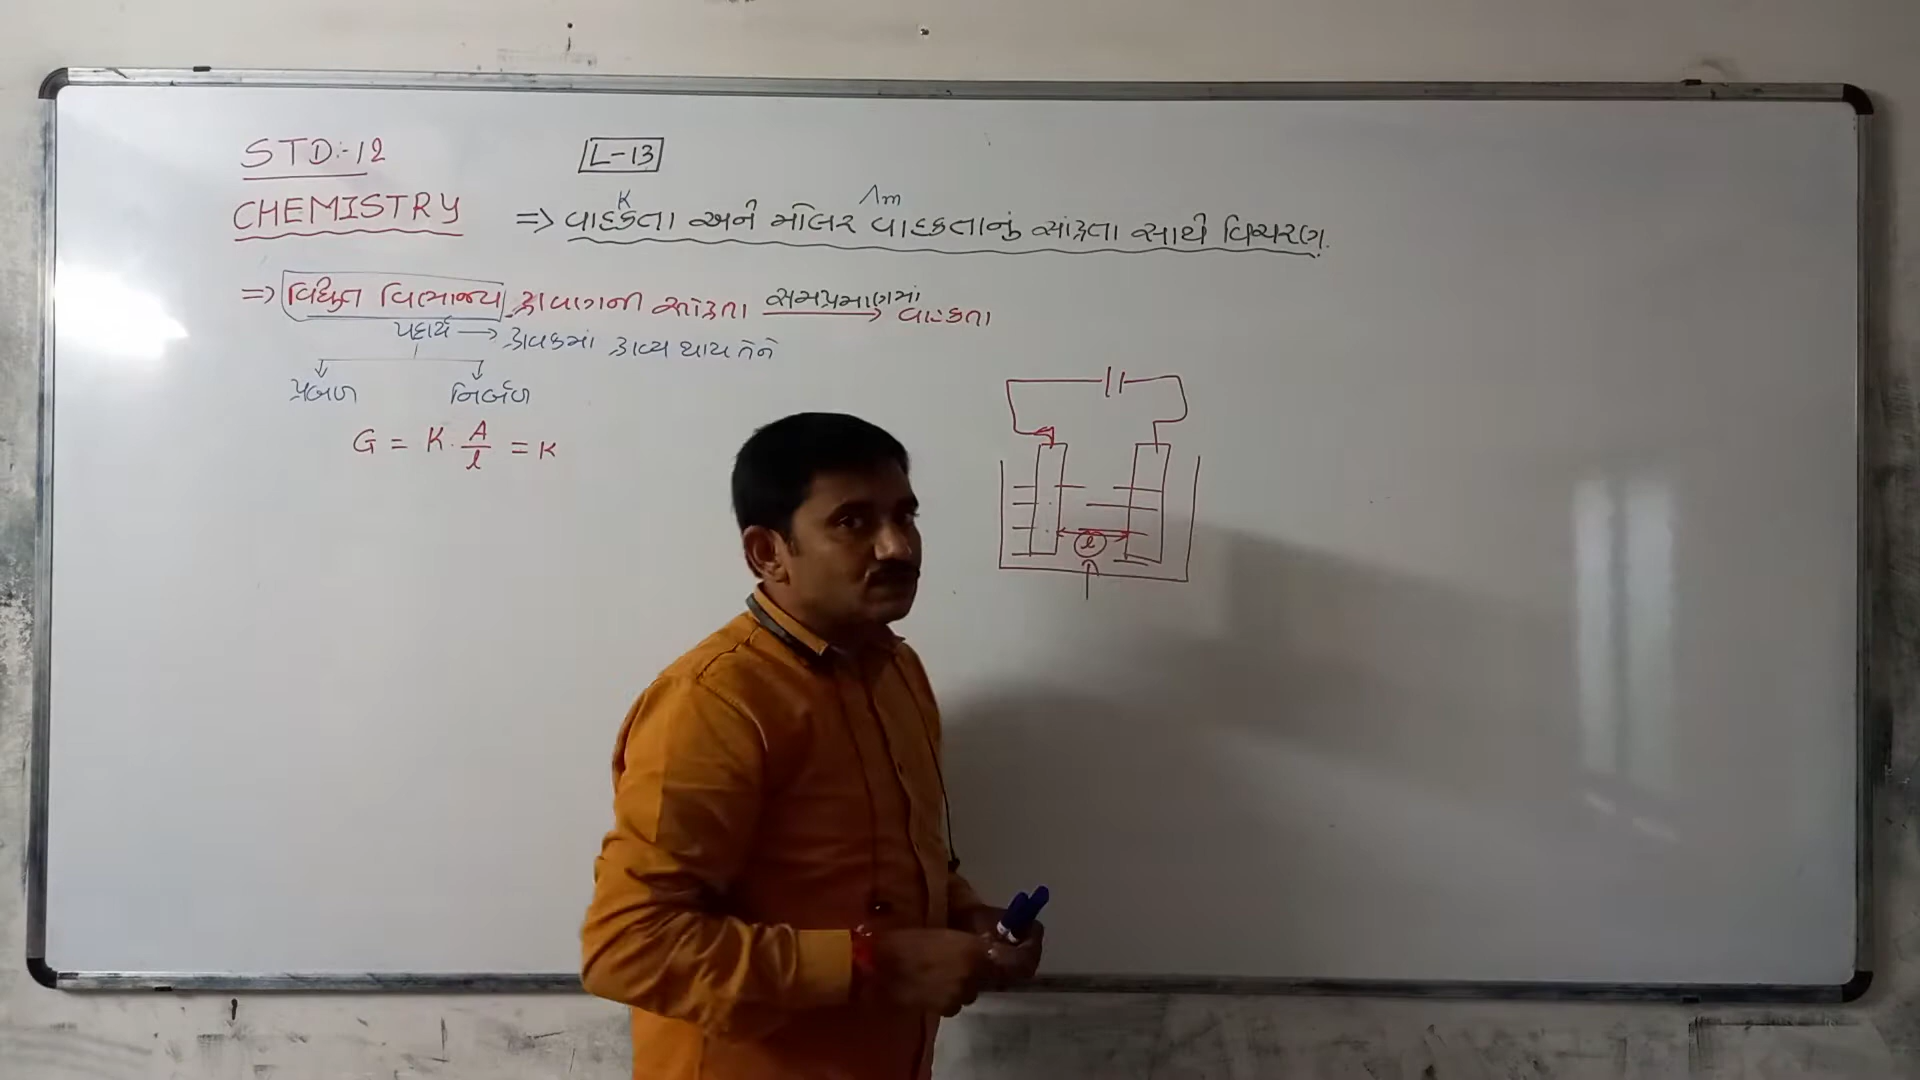 STD:-12
L-13
CHEMISTRY
K
Λm
=> વાહકતા અને મોલર વાહકતાનું સાંદ્રતા સાથે વિચરણ.
=> વિદ્યુત વિભાજ્ય દ્રાવણની સાંદ્રતા સમપ્રમાણમાં વાહકતા
પદાર્થ → દ્રાવકમાં દ્રાવ્ય થાય તેને
પ્રબળ નિર્બળ
G = K · A/l = K
l